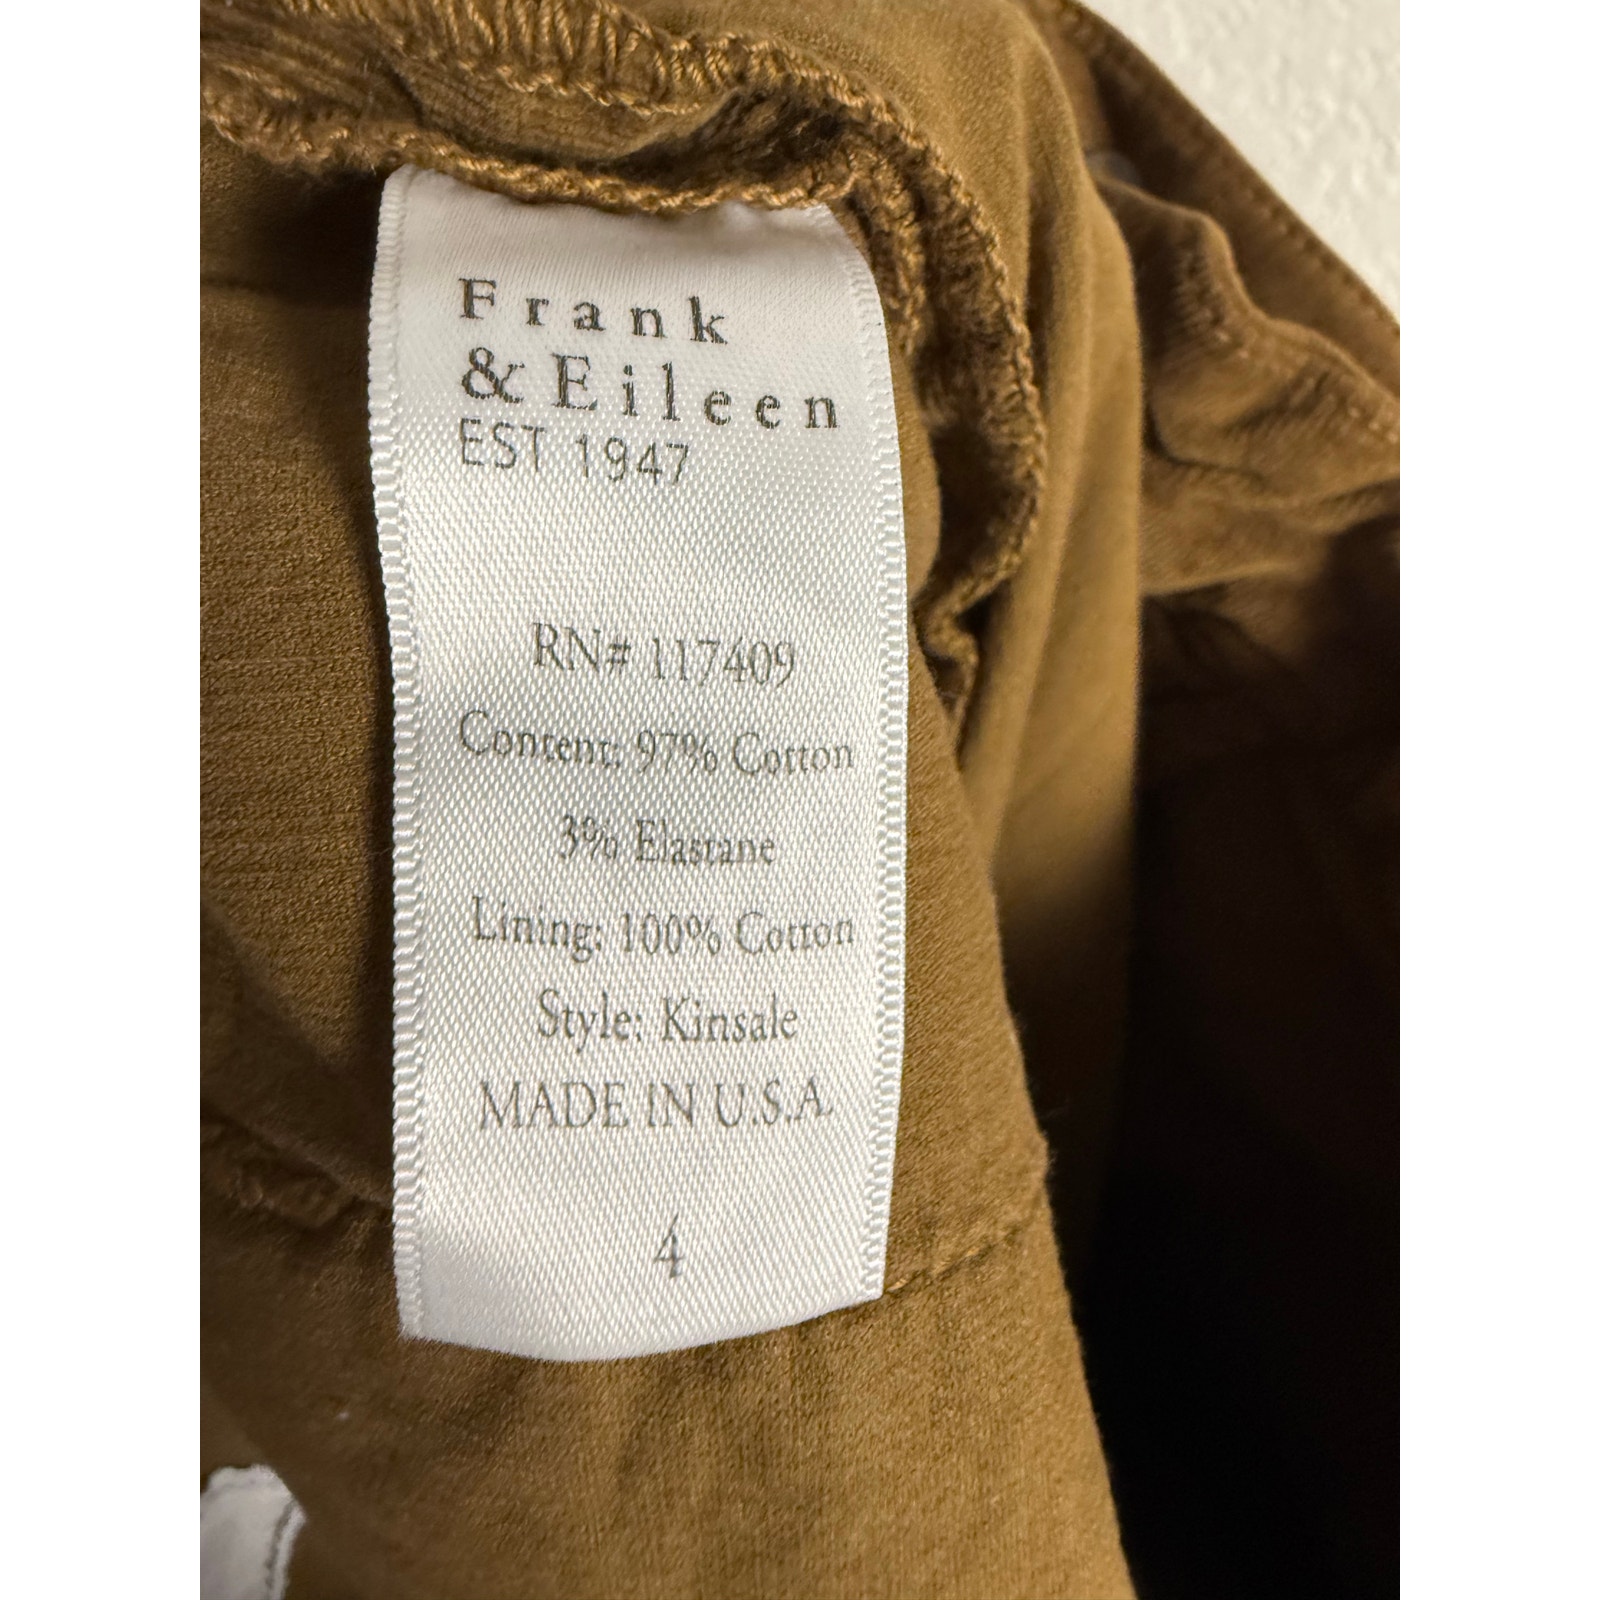 Frank
& Eileen
EST 1947
RN# 117409
Content: 97% Cotton
3% Elastane
Lining: 100% Cotton
Style: Kinsale
MADE IN U.S.A.
4